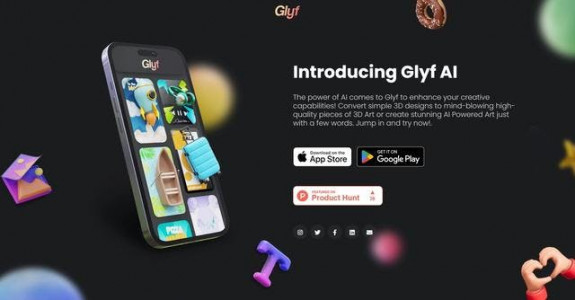 Glyf
Glyf
Introducing Glyf AI
The power of Ai comes to Glyf to enhance your creative
capabilities! Convert simple 3D designs to mind-blowing high-
quality pieces of 3D Art or create stunning AI Powered Art just
with a few words. Jump in and try now!.
Download on the
App Store
GET IT ON
Google Play
FEATURED ON
Product Hunt